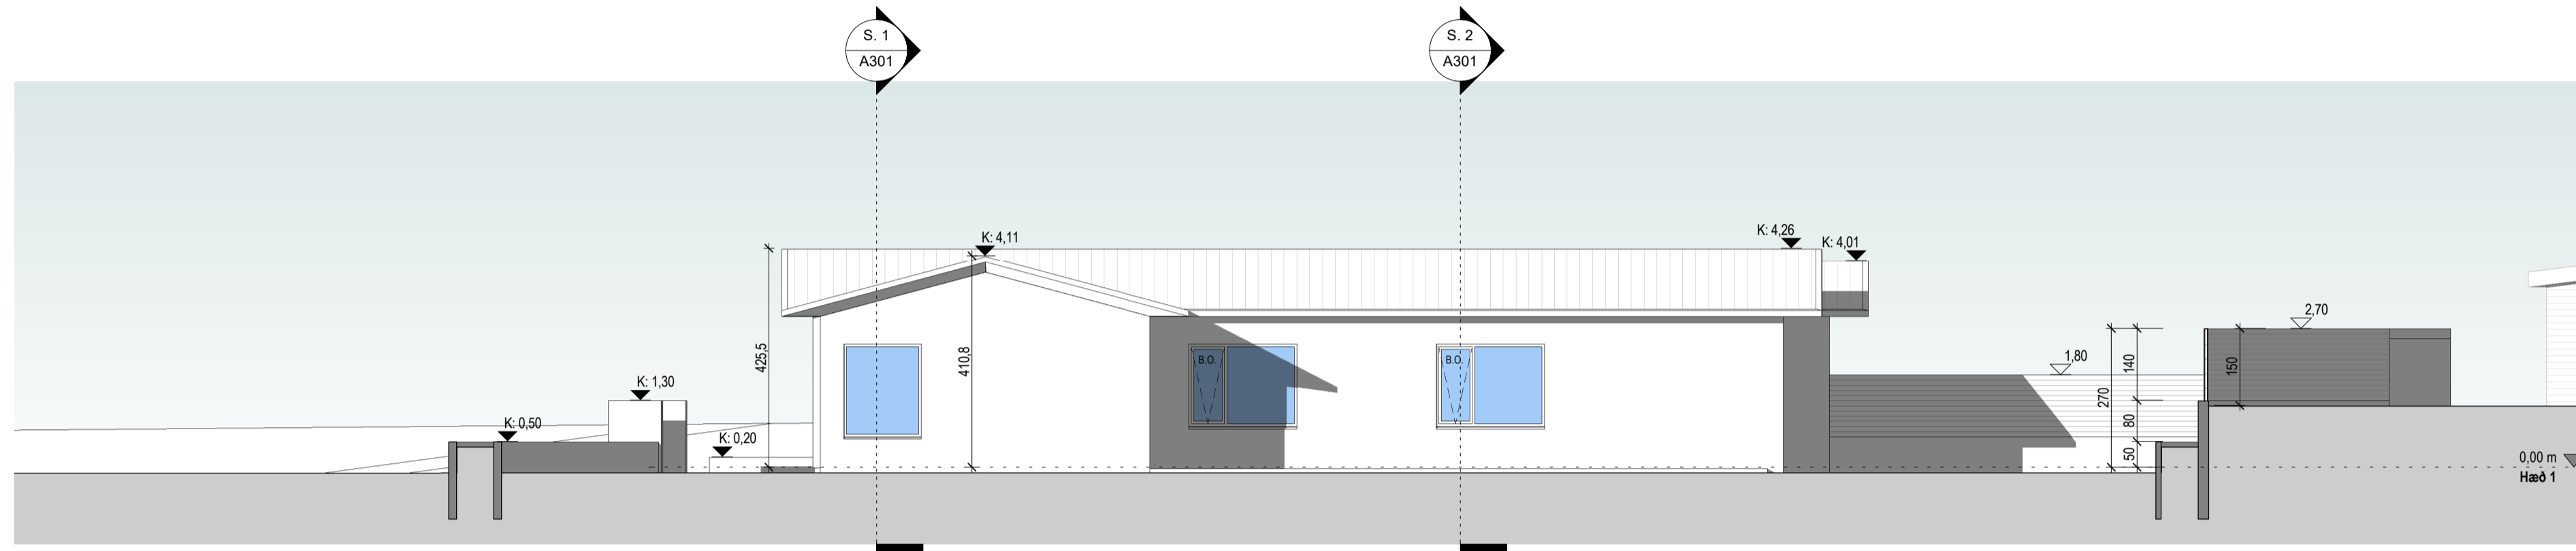 S. 1
A301
S. 2
A301
K: 4,11
K: 4,26
K: 4,01
425,5
410,8
B.O.
B.O.
K: 1,30
K: 0,50
K: 0,20
2,70
1,80
270
140
80
50
150
0,00 m
Hæð 1